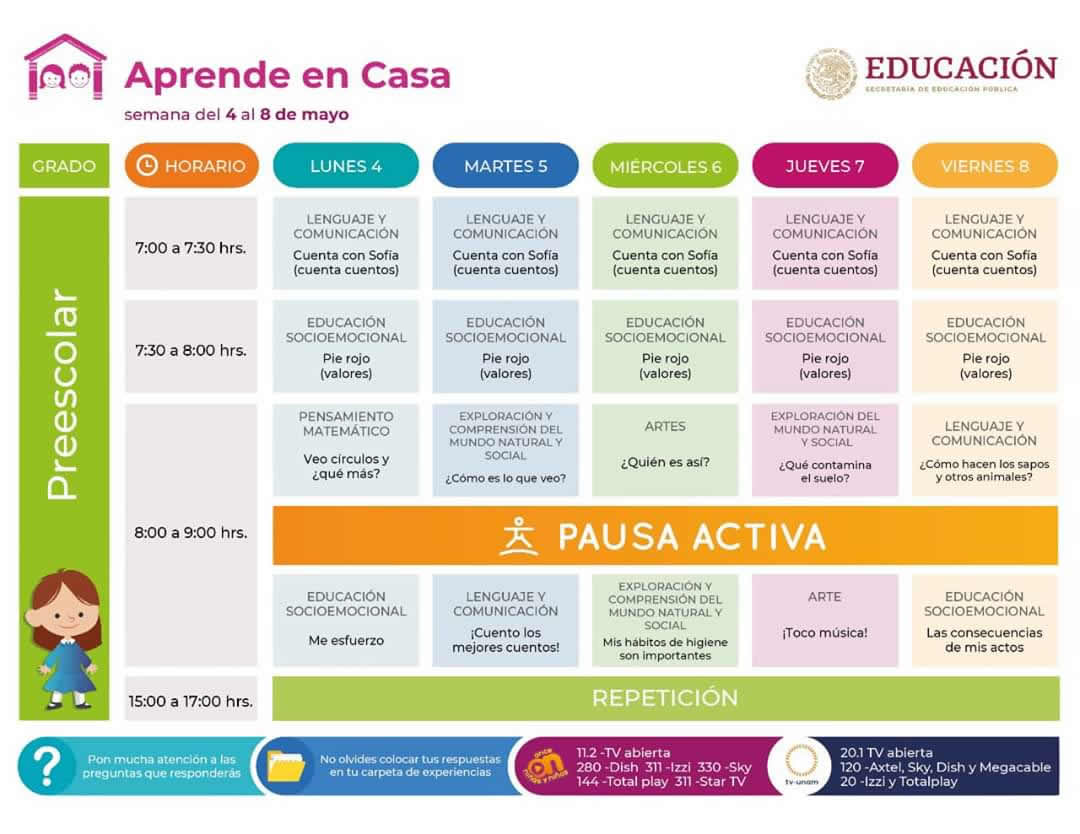 Aprende en Casa
semana del 4 al 8 de mayo
EDUCACIÓN
SECRETARÍA DE EDUCACIÓN PÚBLICA
GRADO
HORARIO
LUNES 4
MARTES 5
MIÉRCOLES 6
JUEVES 7
VIERNES 8
Preescolar
7:00 a 7:30 hrs.
LENGUAJE Y
COMUNICACIÓN
Cuenta con Sofía
(cuenta cuentos)
LENGUAJE Y
COMUNICACIÓN
Cuenta con Sofía
(cuenta cuentos)
LENGUAJE Y
COMUNICACIÓN
Cuenta con Sofía
(cuenta cuentos)
LENGUAJE Y
COMUNICACIÓN
Cuenta con Sofía
(cuenta cuentos)
LENGUAJE Y
COMUNICACIÓN
Cuenta con Sofía
(cuenta cuentos)
7:30 a 8:00 hrs.
EDUCACIÓN
SOCIOEMOCIONAL
Pie rojo
(valores)
EDUCACIÓN
SOCIOEMOCIONAL
Pie rojo
(valores)
EDUCACIÓN
SOCIOEMOCIONAL
Pie rojo
(valores)
EDUCACIÓN
SOCIOEMOCIONAL
Pie rojo
(valores)
EDUCACIÓN
SOCIOEMOCIONAL
Pie rojo
(valores)
8:00 a 9:00 hrs.
PENSAMIENTO
MATEMÁTICO
Veo círculos y
¿qué más?
EXPLORACIÓN Y
COMPRENSIÓN DEL
MUNDO NATURAL Y
SOCIAL
¿Cómo es lo que veo?
ARTES
¿Quién es así?
EXPLORACIÓN DEL
MUNDO NATURAL
Y SOCIAL
¿Qué contamina
el suelo?
LENGUAJE Y
COMUNICACIÓN
¿Cómo hacen los sapos
y otros animales?
PAUSA ACTIVA
EDUCACIÓN
SOCIOEMOCIONAL
Me esfuerzo
LENGUAJE Y
COMUNICACIÓN
¡Cuento los
mejores cuentos!
EXPLORACIÓN Y
COMPRENSIÓN DEL
MUNDO NATURAL Y
SOCIAL
Mis hábitos de higiene
son importantes
ARTE
¡Toco música!
EDUCACIÓN
SOCIOEMOCIONAL
Las consecuencias
de mis actos
15:00 a 17:00 hrs.
REPETICIÓN
?
Pon mucha atención a las
preguntas que responderás
No olvides colocar tus respuestas
en tu carpeta de experiencias
once
niñas y niños
11.2 -TV abierta
280 -Dish 311 -Izzi 330 -Sky
144 -Total play 311 -Star TV
tv·unam
20.1 TV abierta
120 -Axtel, Sky, Dish y Megacable
20 -Izzi y Totalplay